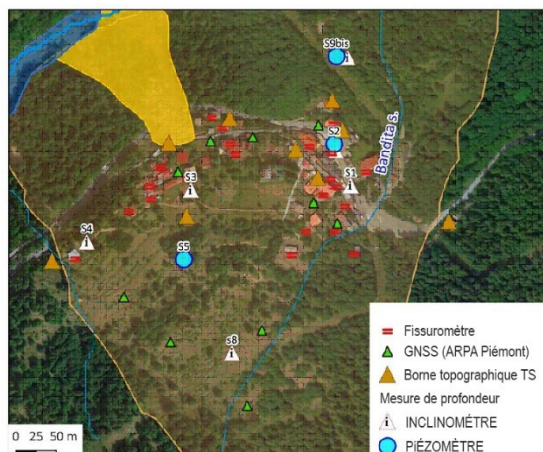 S9bis
S2
Bandita s.
S3
S1
S4
S5
s8
Fissuromètre
GNSS (ARPA Piémont)
Borne topographique TS
Mesure de profondeur
INCLINOMÉTRE
PiÉZOMÈTRE
0 25 50 m